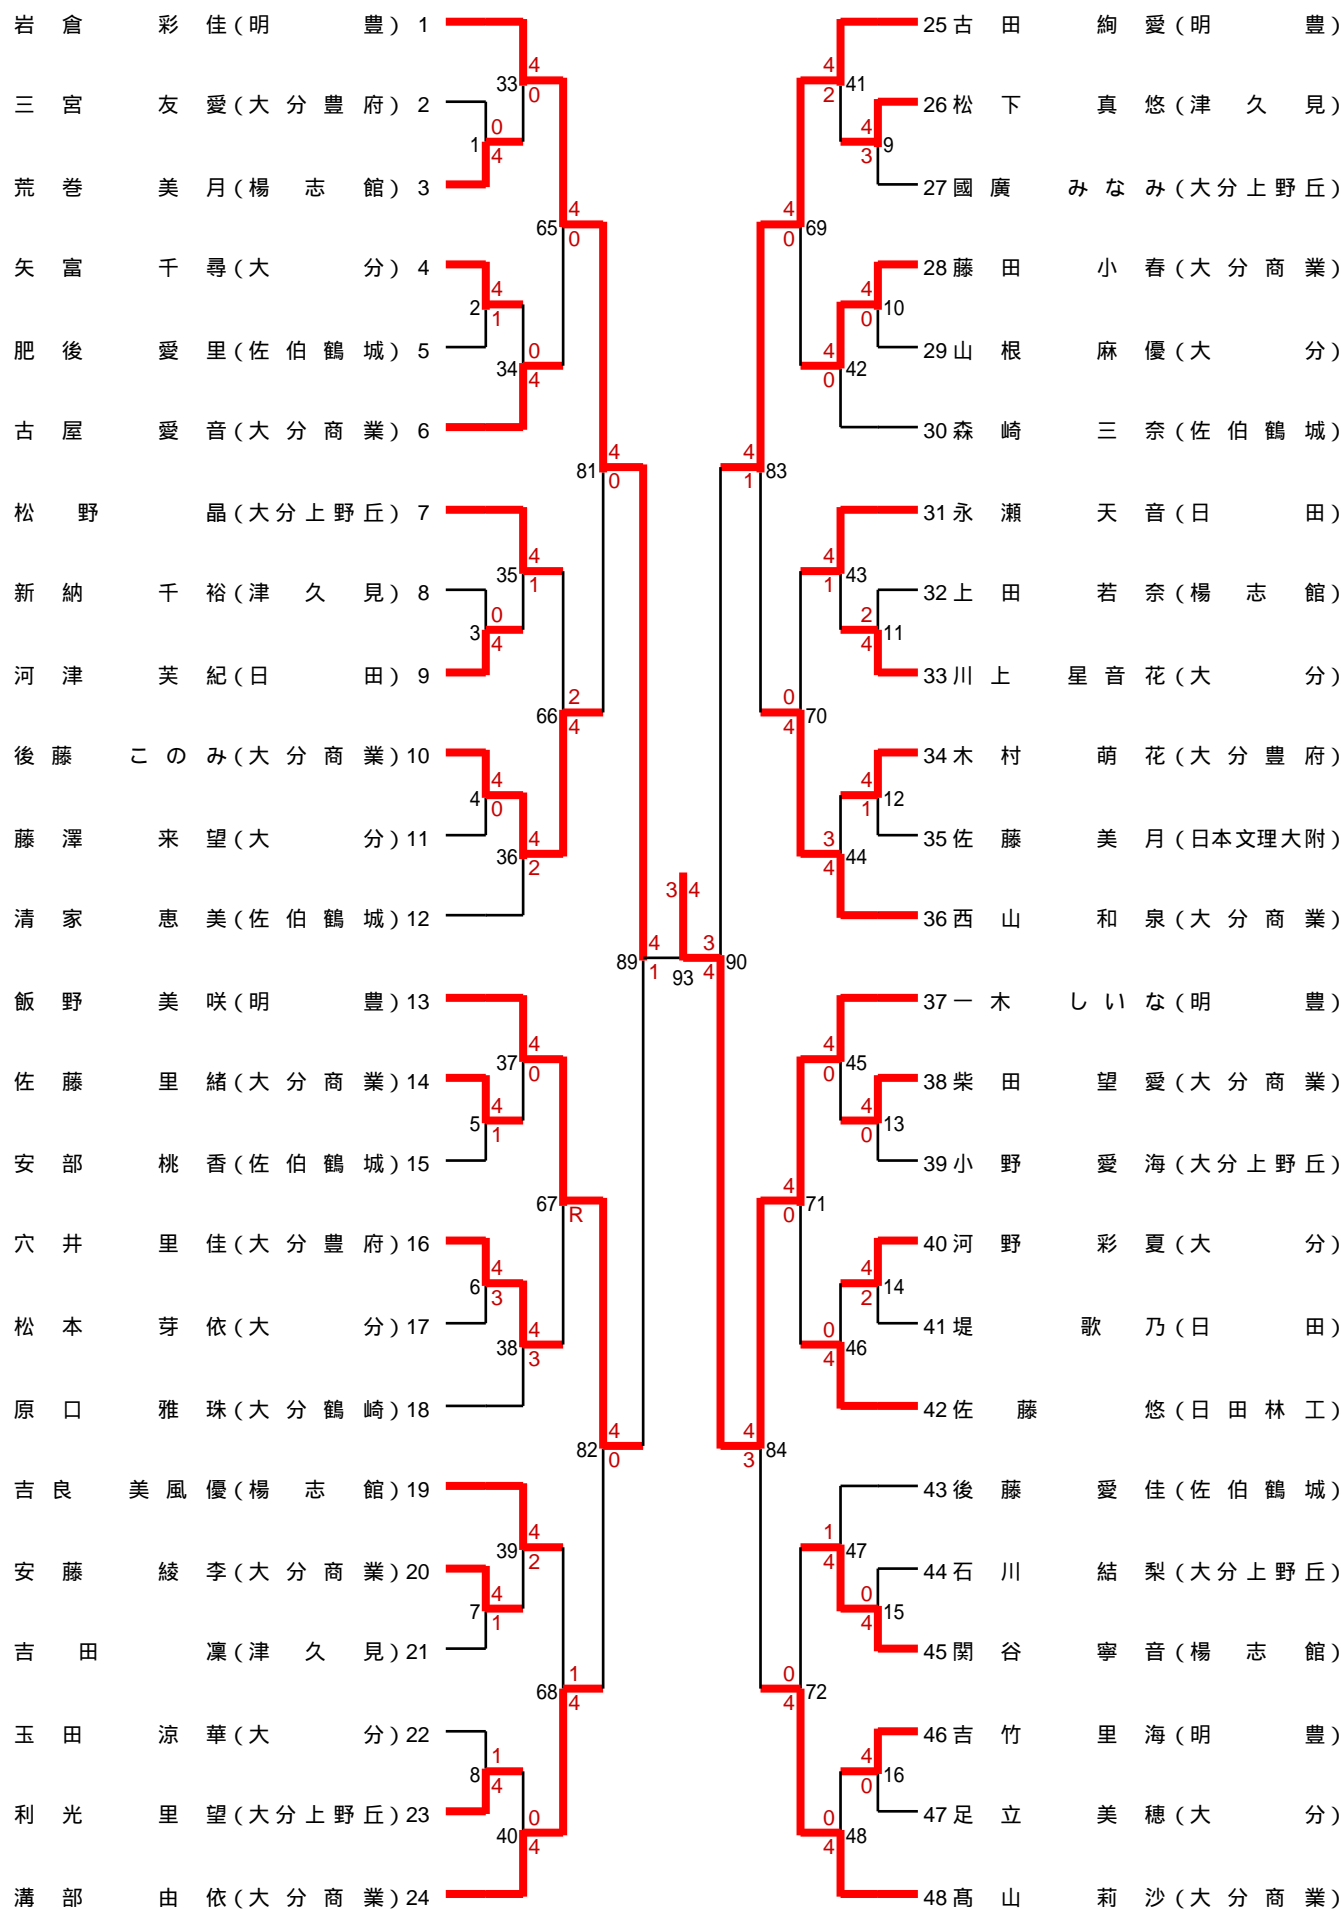 岩倉 彩佳(明豊) 1
三宮 友愛(大分豊府) 2
荒巻 美月(楊志館) 3
矢富 千尋(大分) 4
肥後 愛里(佐伯鶴城) 5
古屋 愛音(大分商業) 6
松野 晶(大分上野丘) 7
新納 千裕(津久見) 8
河津 芙紀(日田) 9
後藤 このみ(大分商業) 10
藤澤 来望(大分) 11
清家 恵美(佐伯鶴城) 12
飯野 美咲(明豊) 13
佐藤 里緒(大分商業) 14
安部 桃香(佐伯鶴城) 15
穴井 里佳(大分豊府) 16
松本 芽依(大分) 17
原口 雅珠(大分鶴崎) 18
吉良 美風優(楊志館) 19
安藤 綾李(大分商業) 20
吉田 凜(津久見) 21
玉田 涼華(大分) 22
利光 里望(大分上野丘) 23
溝部 由依(大分商業) 24
1 0 4
2 4 1
3 0 4
4 4 0
5 4 1
6 4 3
7 4 1
8 1 4
33 4 0
34 0 4
35 4 1
36 4 2
37 4 0
38 4 3
39 4 2
40 0 4
65 4 0
66 2 4
67 R
68 1 4
81 4 0
82 4 0
89 4 1
3 4
93
3 90
4
4 83
1
4 84
3
4 69
0
0 70
4
4 71
0
0 72
4
4 41
2
4 42
0
4 43
1
3 44
4
4 45
0
0 46
4
1 47
4
0 48
4
4 9
3
4 10
0
2 11
4
4 12
1
4 13
0
4 14
2
0 15
4
4 16
0
25 古田 絢愛(明豊)
26 松下 真悠(津久見)
27 國廣 みなみ(大分上野丘)
28 藤田 小春(大分商業)
29 山根 麻優(大分)
30 森崎 三奈(佐伯鶴城)
31 永瀬 天音(日田)
32 上田 若奈(楊志館)
33 川上 星音花(大分)
34 木村 萌花(大分豊府)
35 佐藤 美月(日本文理大附)
36 西山 和泉(大分商業)
37 一木 しいな(明豊)
38 柴田 望愛(大分商業)
39 小野 愛海(大分上野丘)
40 河野 彩夏(大分)
41 堤 歌乃(日田)
42 佐藤 悠(日田林工)
43 後藤 愛佳(佐伯鶴城)
44 石川 結梨(大分上野丘)
45 関谷 寧音(楊志館)
46 吉竹 里海(明豊)
47 足立 美穂(大分)
48 髙山 莉沙(大分商業)